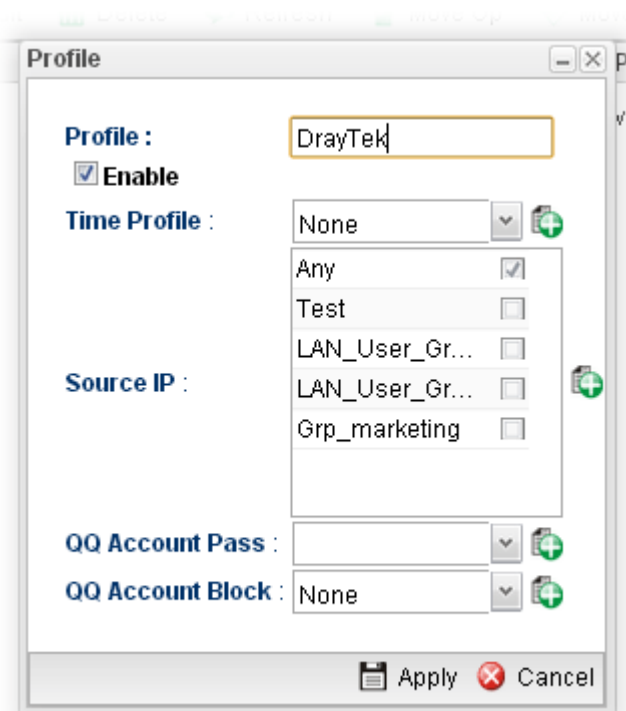 Profile
Profile :
DrayTek
Enable
Time Profile :
None
Any
Test
LAN_User_Gr...
Source IP :
LAN_User_Gr...
Grp_marketing
QQ Account Pass :
QQ Account Block :
None
Apply
Cancel